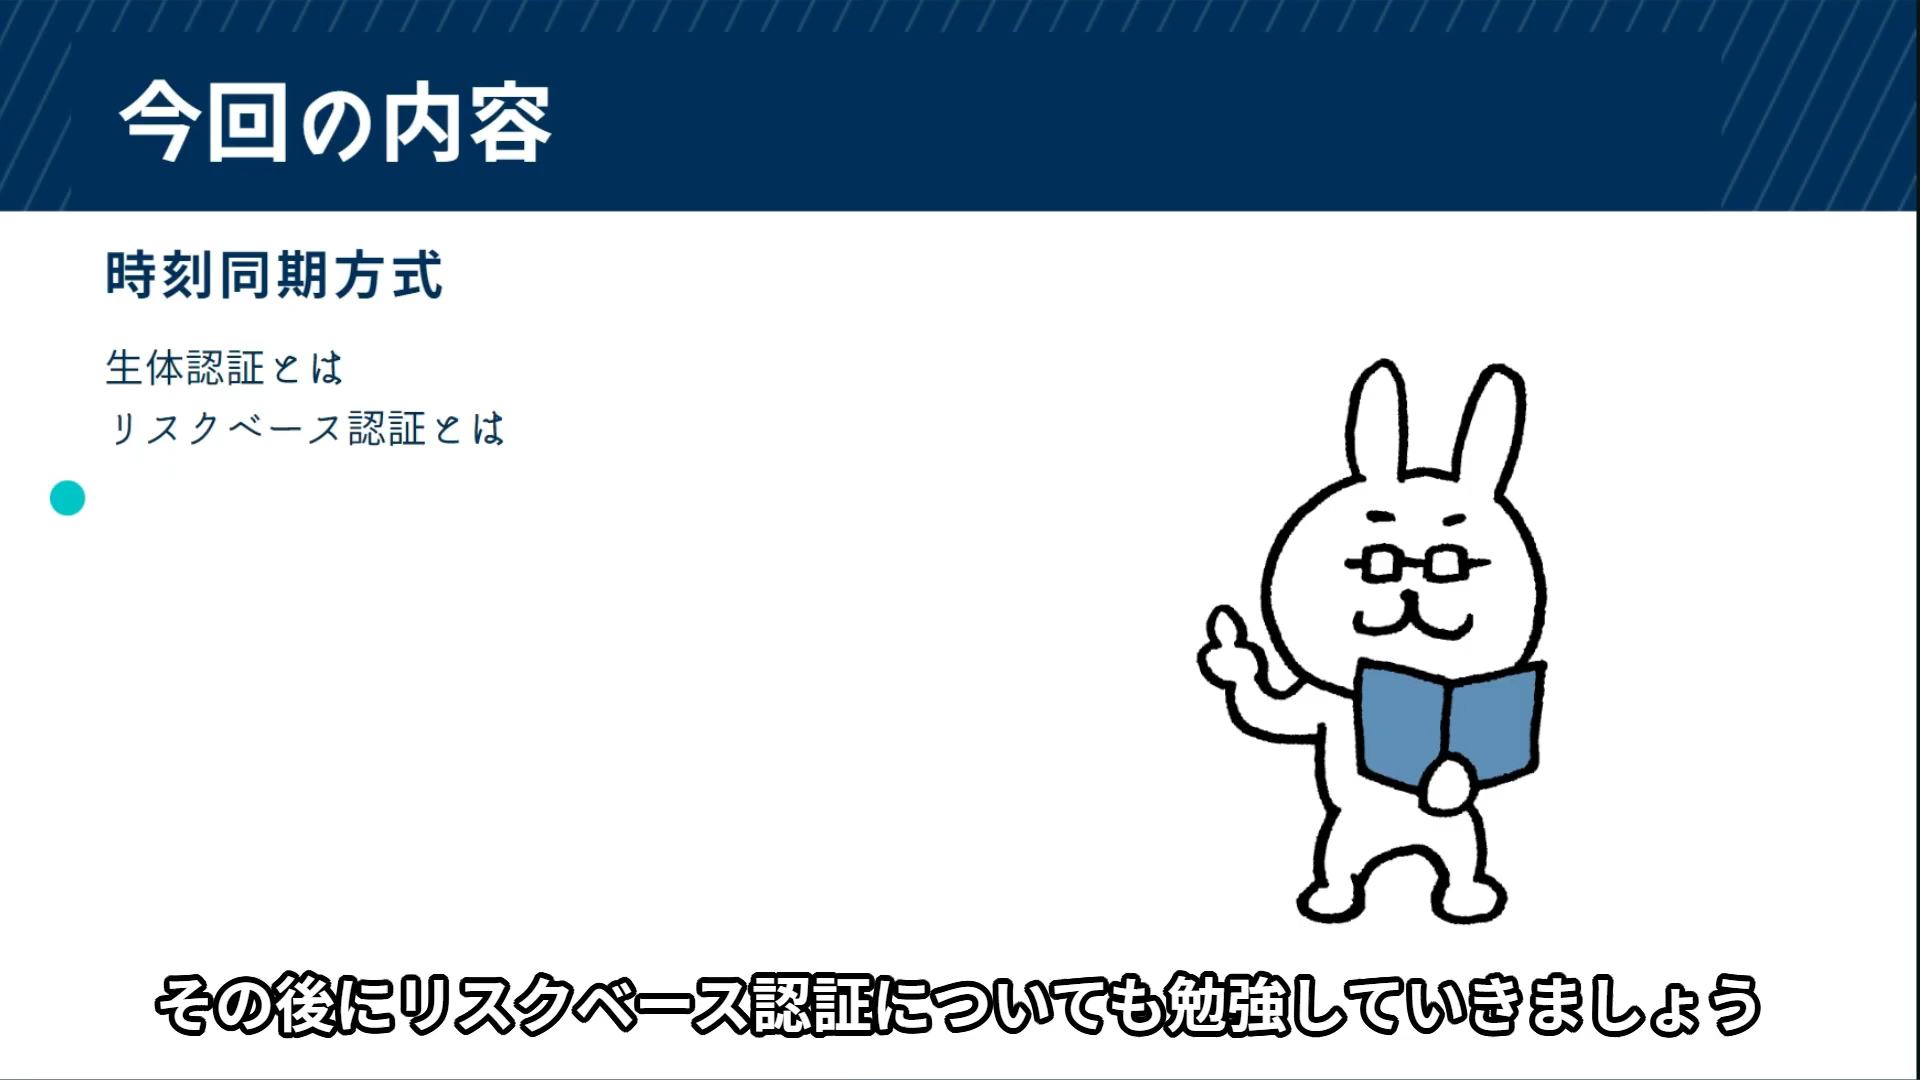 今回の内容
時刻同期方式
生体認証とは
リスクベース認証とは
その後にリスクベース認証についても勉強していきましょう